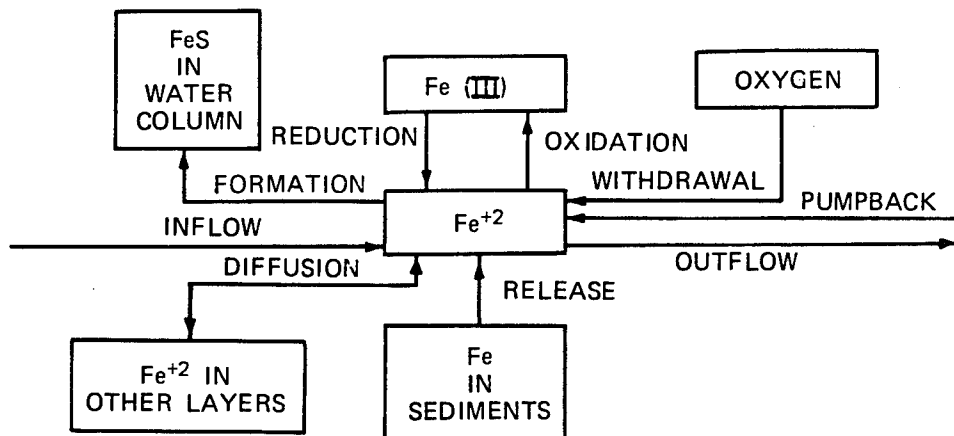 FeS
IN
WATER
COLUMN
Fe (III)
OXYGEN
REDUCTION
OXIDATION
FORMATION
WITHDRAWAL
PUMPBACK
INFLOW
Fe+2
OUTFLOW
DIFFUSION
RELEASE
Fe+2 IN
OTHER LAYERS
Fe
IN
SEDIMENTS